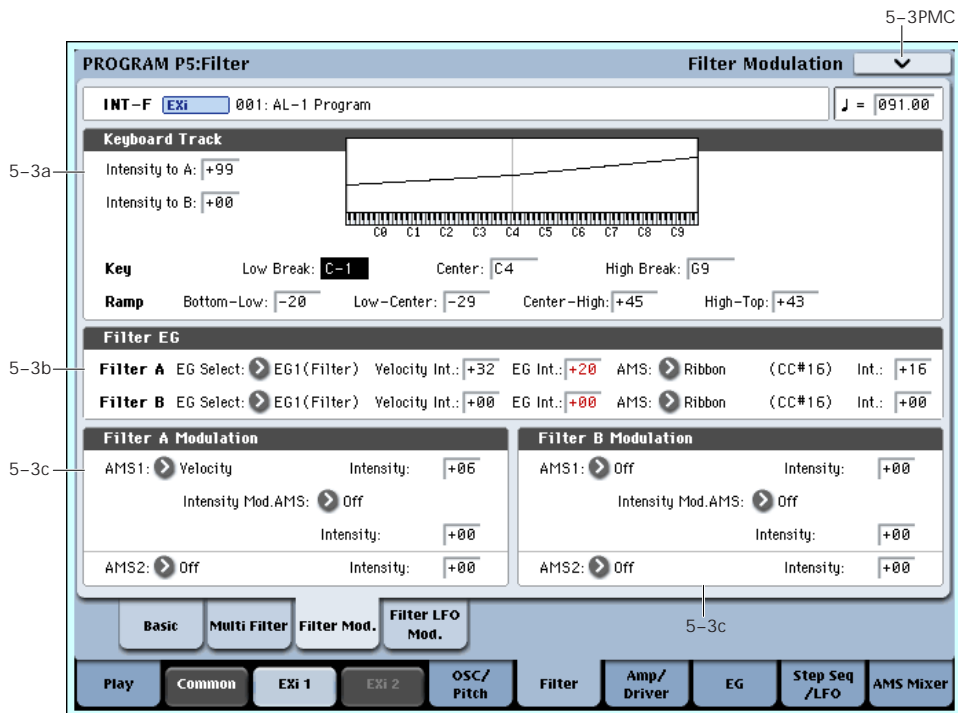 5-3PMC
PROGRAM P5:Filter Filter Modulation
INT-F EXi 001: AL-1 Program ♩ = 091.00
Keyboard Track
5-3a
Intensity to A: +99
Intensity to B: +00
C0 C1 C2 C3 C4 C5 C6 C7 C8 C9
Key Low Break: C-1 Center: C4 High Break: G9
Ramp Bottom-Low: -20 Low-Center: -29 Center-High: +45 High-Top: +43
Filter EG
5-3b
Filter A EG Select: EG1(Filter) Velocity Int.: +32 EG Int.: +20 AMS: Ribbon (CC#16) Int.: +16
Filter B EG Select: EG1(Filter) Velocity Int.: +00 EG Int.: +00 AMS: Ribbon (CC#16) Int.: +00
Filter A Modulation Filter B Modulation
5-3c
AMS1: Velocity Intensity: +06 AMS1: Off Intensity: +00
Intensity Mod.AMS: Off Intensity Mod.AMS: Off
Intensity: +00 Intensity: +00
AMS2: Off Intensity: +00 AMS2: Off Intensity: +00
5-3c
Basic Multi Filter Filter Mod. Filter LFO Mod.
Play Common EXi 1 EXi 2 OSC/Pitch Filter Amp/Driver EG Step Seq/LFO AMS Mixer